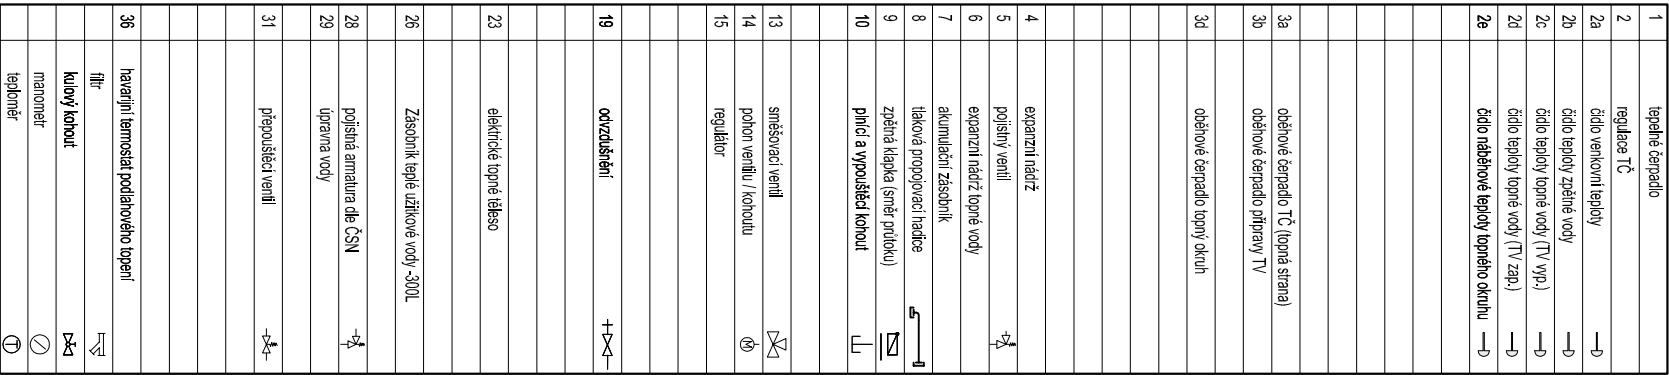 1 tepelné čerpadlo
2 regulace TČ
2a čidlo venkovní teploty
2b čidlo teploty zpětné vody
2c čidlo teploty topné vody (TV vyp.)
2d čidlo teploty topné vody (TV zap.)
2e čidlo náběhové teploty topného okruhu
3a oběhové čerpadlo TČ (topná strana)
3b oběhové čerpadlo přípravy TV
3d oběhové čerpadlo topný okruh
4 expanzní nádrž
5 pojistný ventil
6 expanzní nádrž topné vody
7 akumulační zásobník
8 tlaková propojovací hadice
9 zpětná klapka (směr průtoku)
10 plnící a vypouštěcí kohout
13 směšovací ventil
14 pohon ventilu / kohoutu M
15 regulátor
19 odvzdušnění
23 elektrické topné těleso
26 Zásobník teplé užitkové vody -300L
28 pojistná armatura dle ČSN
29 úpravna vody
31 přepouštěcí ventil
36 havarijní termostat podlahového topení
filtr
kulový kohout
manometr
teploměr T